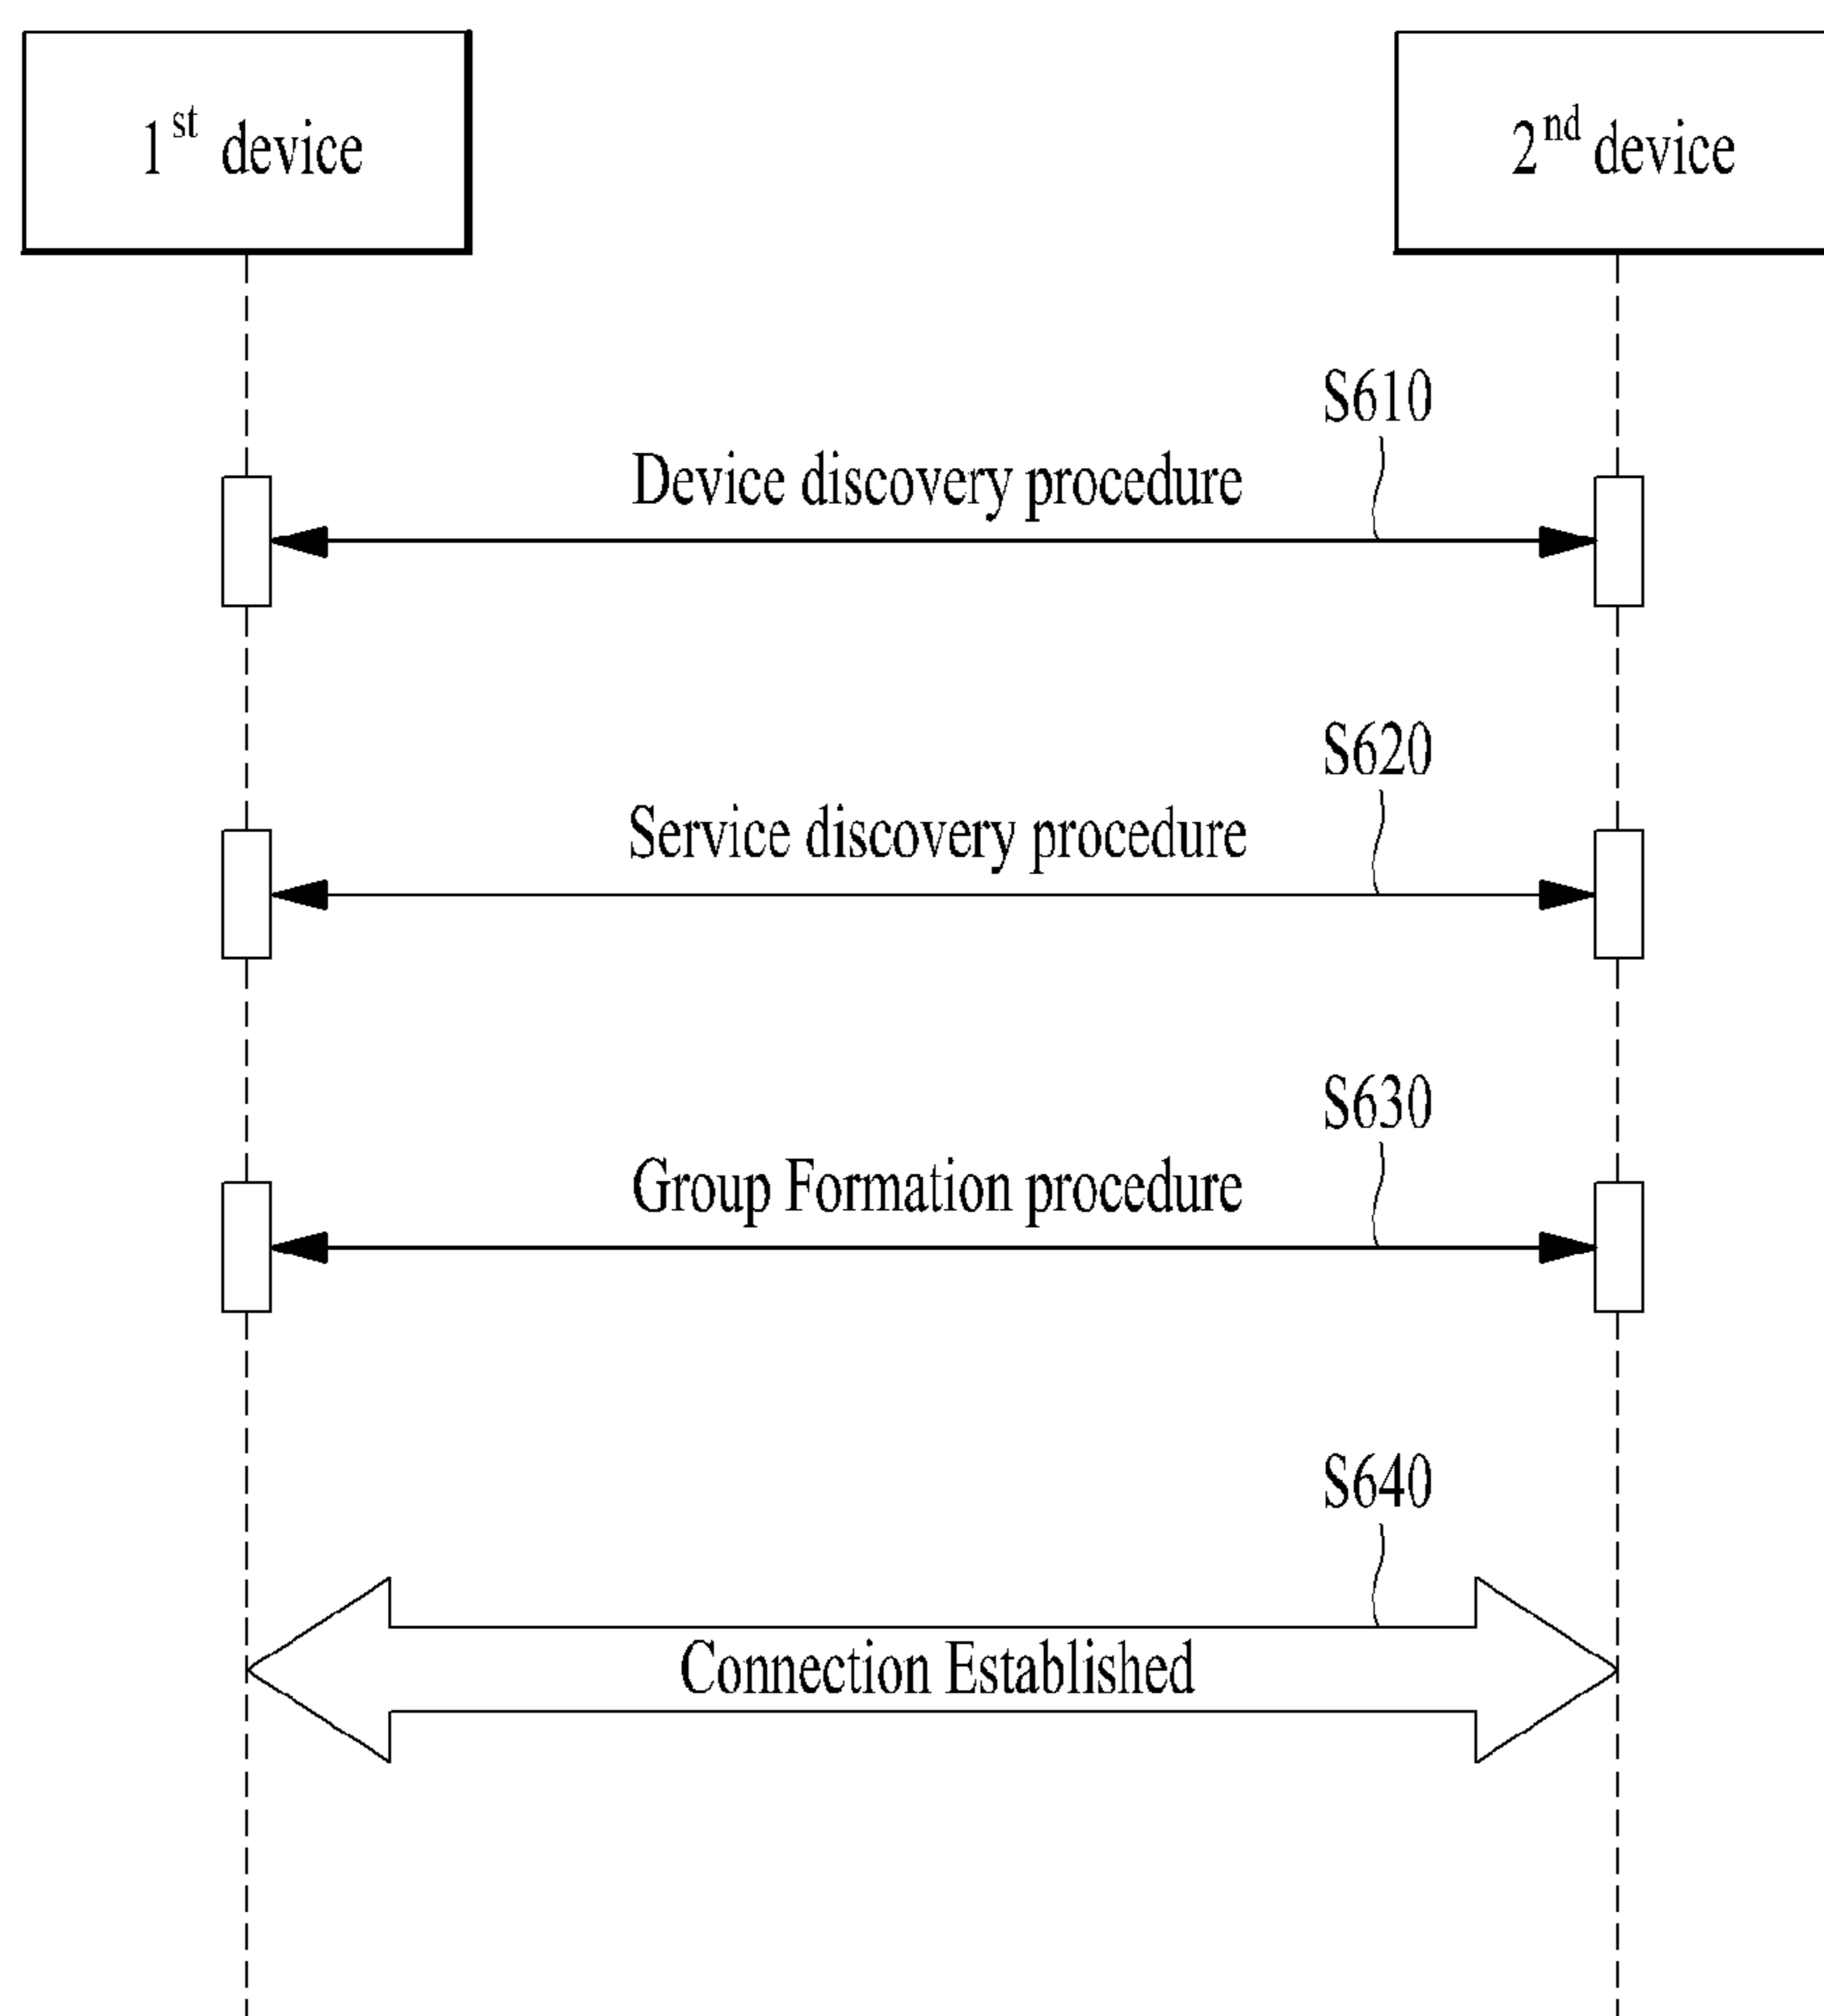 1st device
2nd device
S610
Device discovery procedure
S620
Service discovery procedure
S630
Group Formation procedure
S640
Connection Established